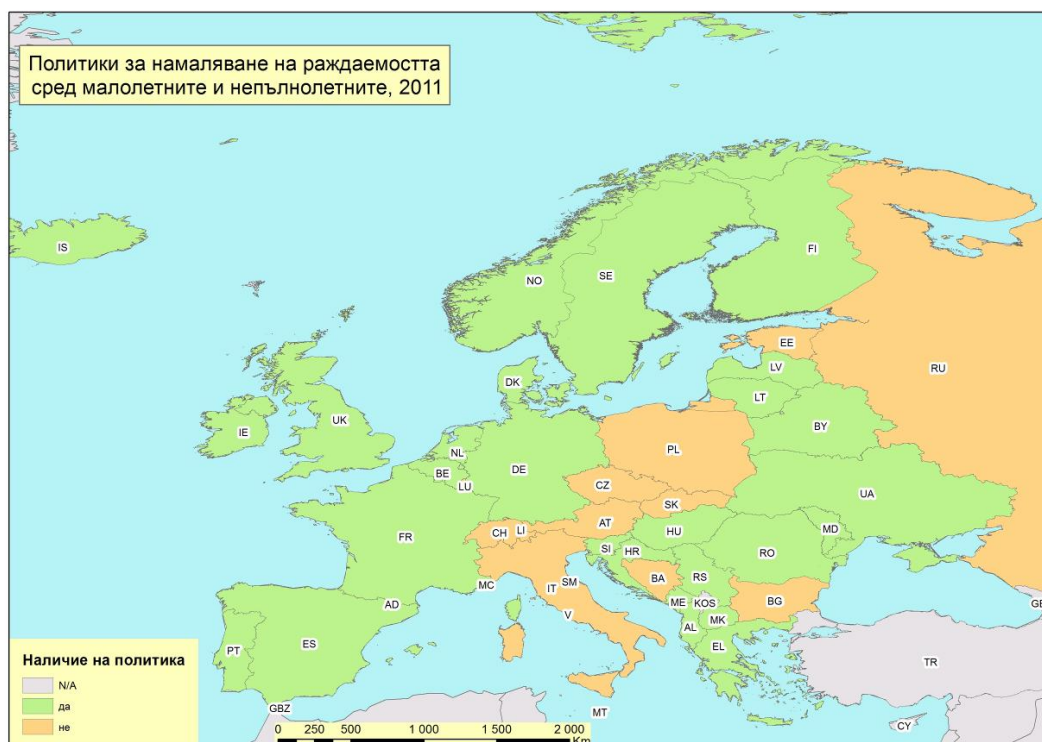 Политики за намаляване на раждаемостта
сред малолетните и непълнолетните, 2011
IS
NO
SE
FI
RU
EE
LV
LT
DK
BY
IE
UK
NL
PL
BE
DE
LU
CZ
UA
SK
AT
FR
CH
LI
HU
MD
SI
HR
RO
BA
RS
MC
IT
SM
V
ME
KOS
BG
GE
AD
MK
AL
EL
PT
ES
TR
GBZ
MT
CY
Наличие на политика
N/A
да
не
0 250 500 1 000 1 500 2 000
Km